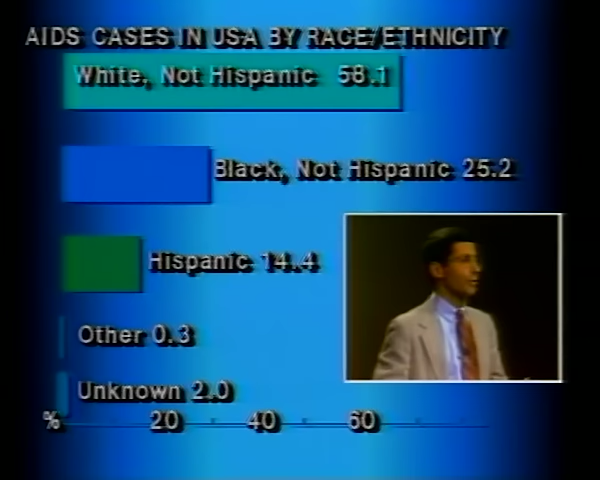 AIDS CASES IN USA BY RACE/ETHNICITY
White, Not Hispanic 58.1
Black, Not Hispanic 25.2
Hispanic 14.4
Other 0.3
Unknown 2.0
% 20 40 60